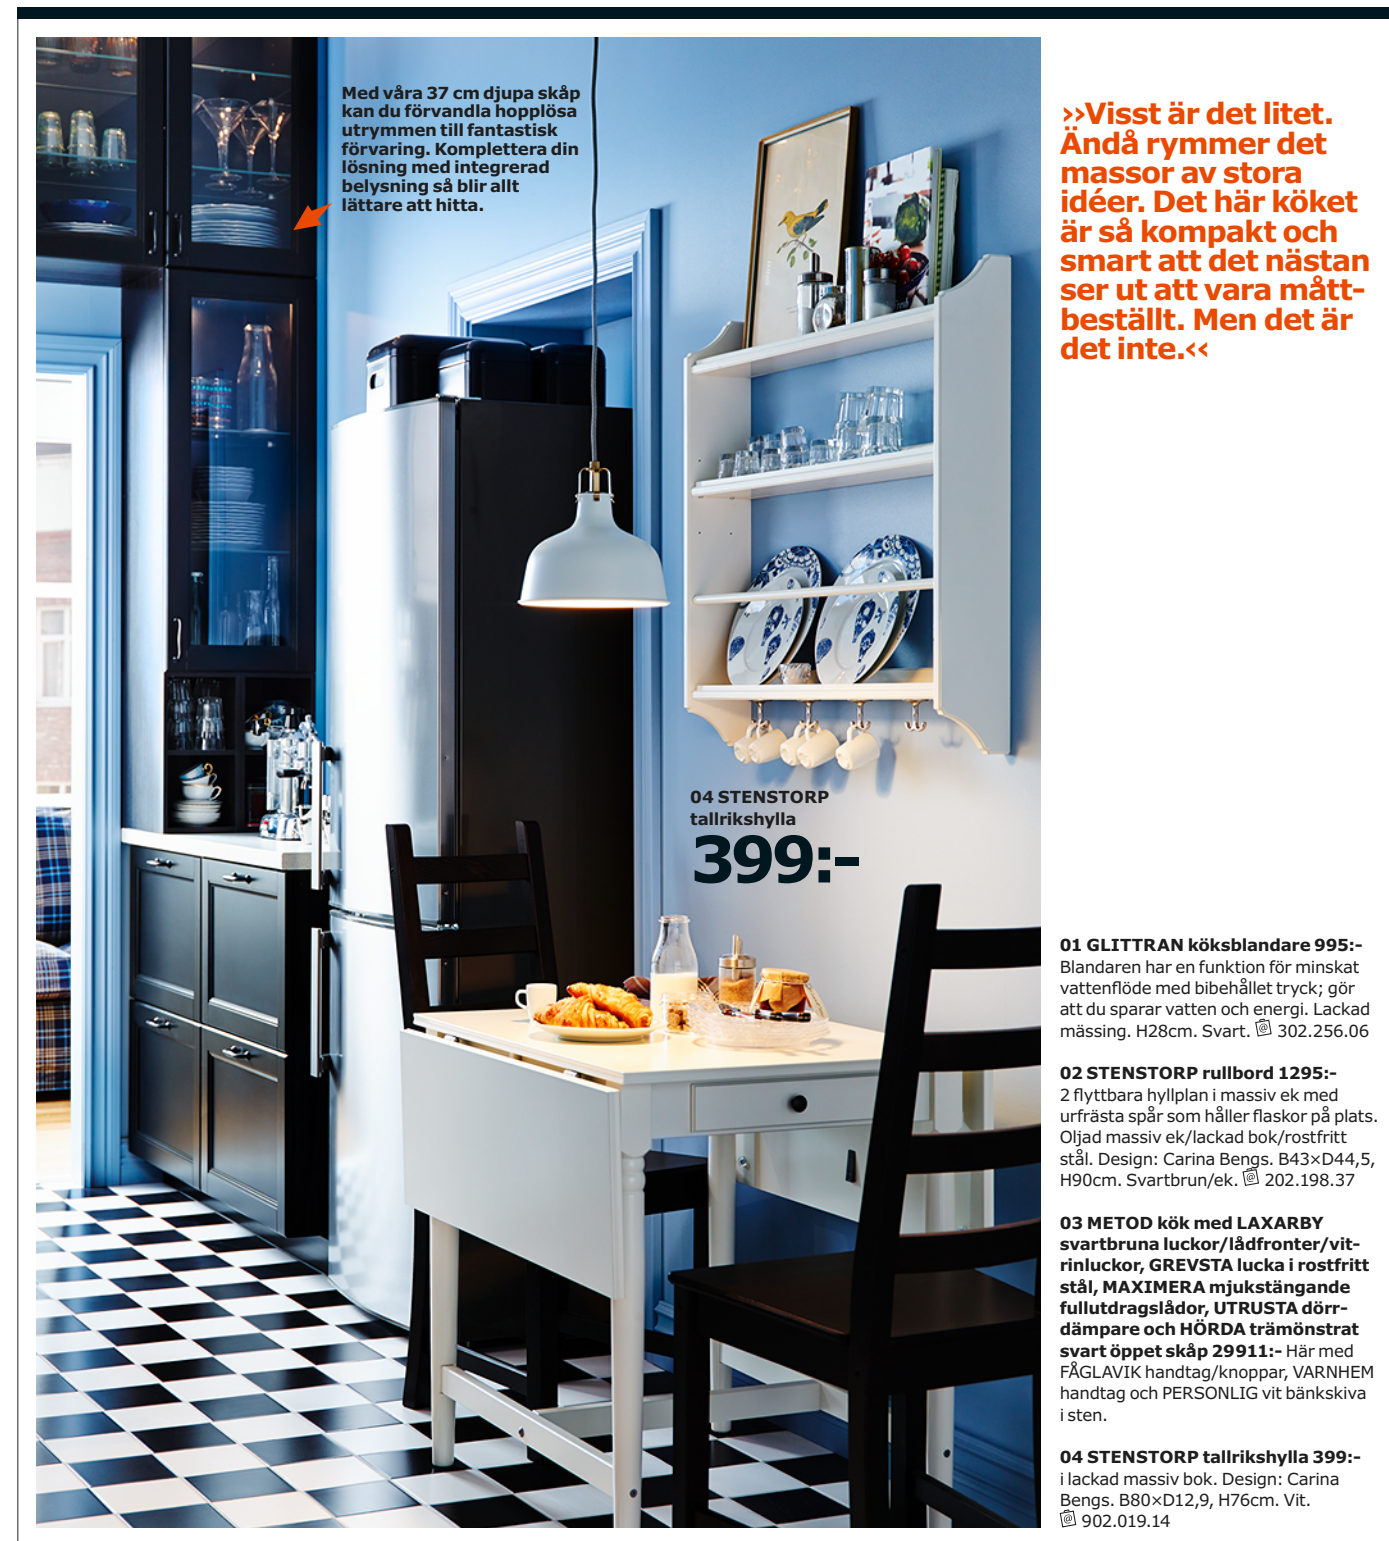 Med våra 37 cm djupa skåp
kan du förvandla hopplösa
utrymmen till fantastisk
förvaring. Komplettera din
lösning med integrerad
belysning så blir allt
lättare att hitta.
››Visst är det litet.
Ändå rymmer det
massor av stora
idéer. Det här köket
är så kompakt och
smart att det nästan
ser ut att vara mått-
beställt. Men det är
det inte.‹‹
04 STENSTORP
tallrikshylla
399:-
01 GLITTRAN köksblandare 995:-
Blandaren har en funktion för minskat
vattenflöde med bibehållet tryck; gör
att du sparar vatten och energi. Lackad
mässing. H28cm. Svart. @ 302.256.06
02 STENSTORP rullbord 1295:-
2 flyttbara hyllplan i massiv ek med
urfrästa spår som håller flaskor på plats.
Oljad massiv ek/lackad bok/rostfritt
stål. Design: Carina Bengs. B43×D44,5,
H90cm. Svartbrun/ek. @ 202.198.37
03 METOD kök med LAXARBY
svartbruna luckor/lådfronter/vit-
rinluckor, GREVSTA lucka i rostfritt
stål, MAXIMERA mjukstängande
fullutdragslådor, UTRUSTA dörr-
dämpare och HÖRDA trämönstrat
svart öppet skåp 29911:- Här med
FÅGLAVIK handtag/knoppar, VARNHEM
handtag och PERSONLIG vit bänkskiva
i sten.
04 STENSTORP tallrikshylla 399:-
i lackad massiv bok. Design: Carina
Bengs. B80×D12,9, H76cm. Vit.
@ 902.019.14